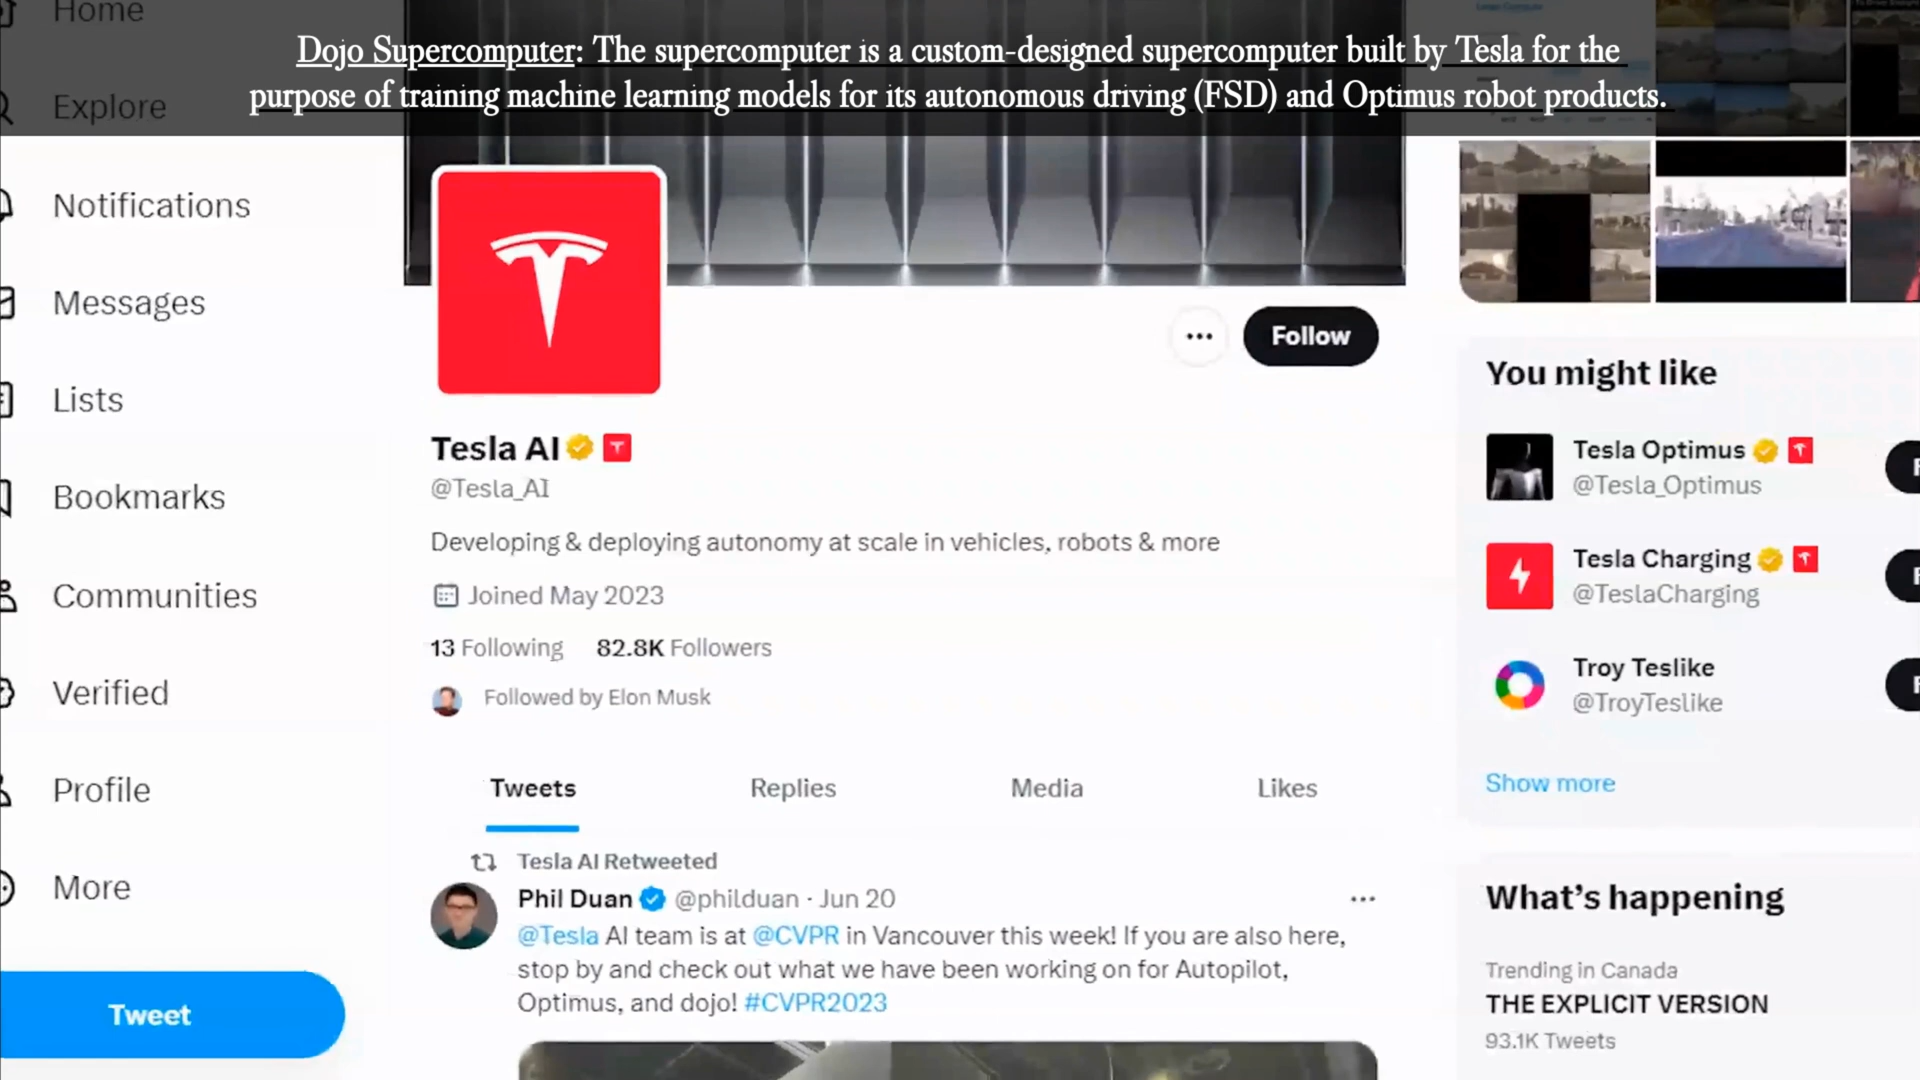 Dojo Supercomputer: The supercomputer is a custom-designed supercomputer built by Tesla for the
purpose of training machine learning models for its autonomous driving (FSD) and Optimus robot products.
Home
Explore
Notifications
Messages
Lists
Bookmarks
Communities
Verified
Profile
More
Tweet
Follow
Tesla AI
@Tesla_AI
Developing & deploying autonomy at scale in vehicles, robots & more
Joined May 2023
13 Following 82.8K Followers
Followed by Elon Musk
Tweets Replies Media Likes
Tesla AI Retweeted
Phil Duan @philduan · Jun 20
@Tesla AI team is at @CVPR in Vancouver this week! If you are also here,
stop by and check out what we have been working on for Autopilot,
Optimus, and dojo! #CVPR2023
You might like
Tesla Optimus
@Tesla_Optimus
Tesla Charging
@TeslaCharging
Troy Teslike
@TroyTeslike
Show more
What's happening
Trending in Canada
THE EXPLICIT VERSION
93.1K Tweets